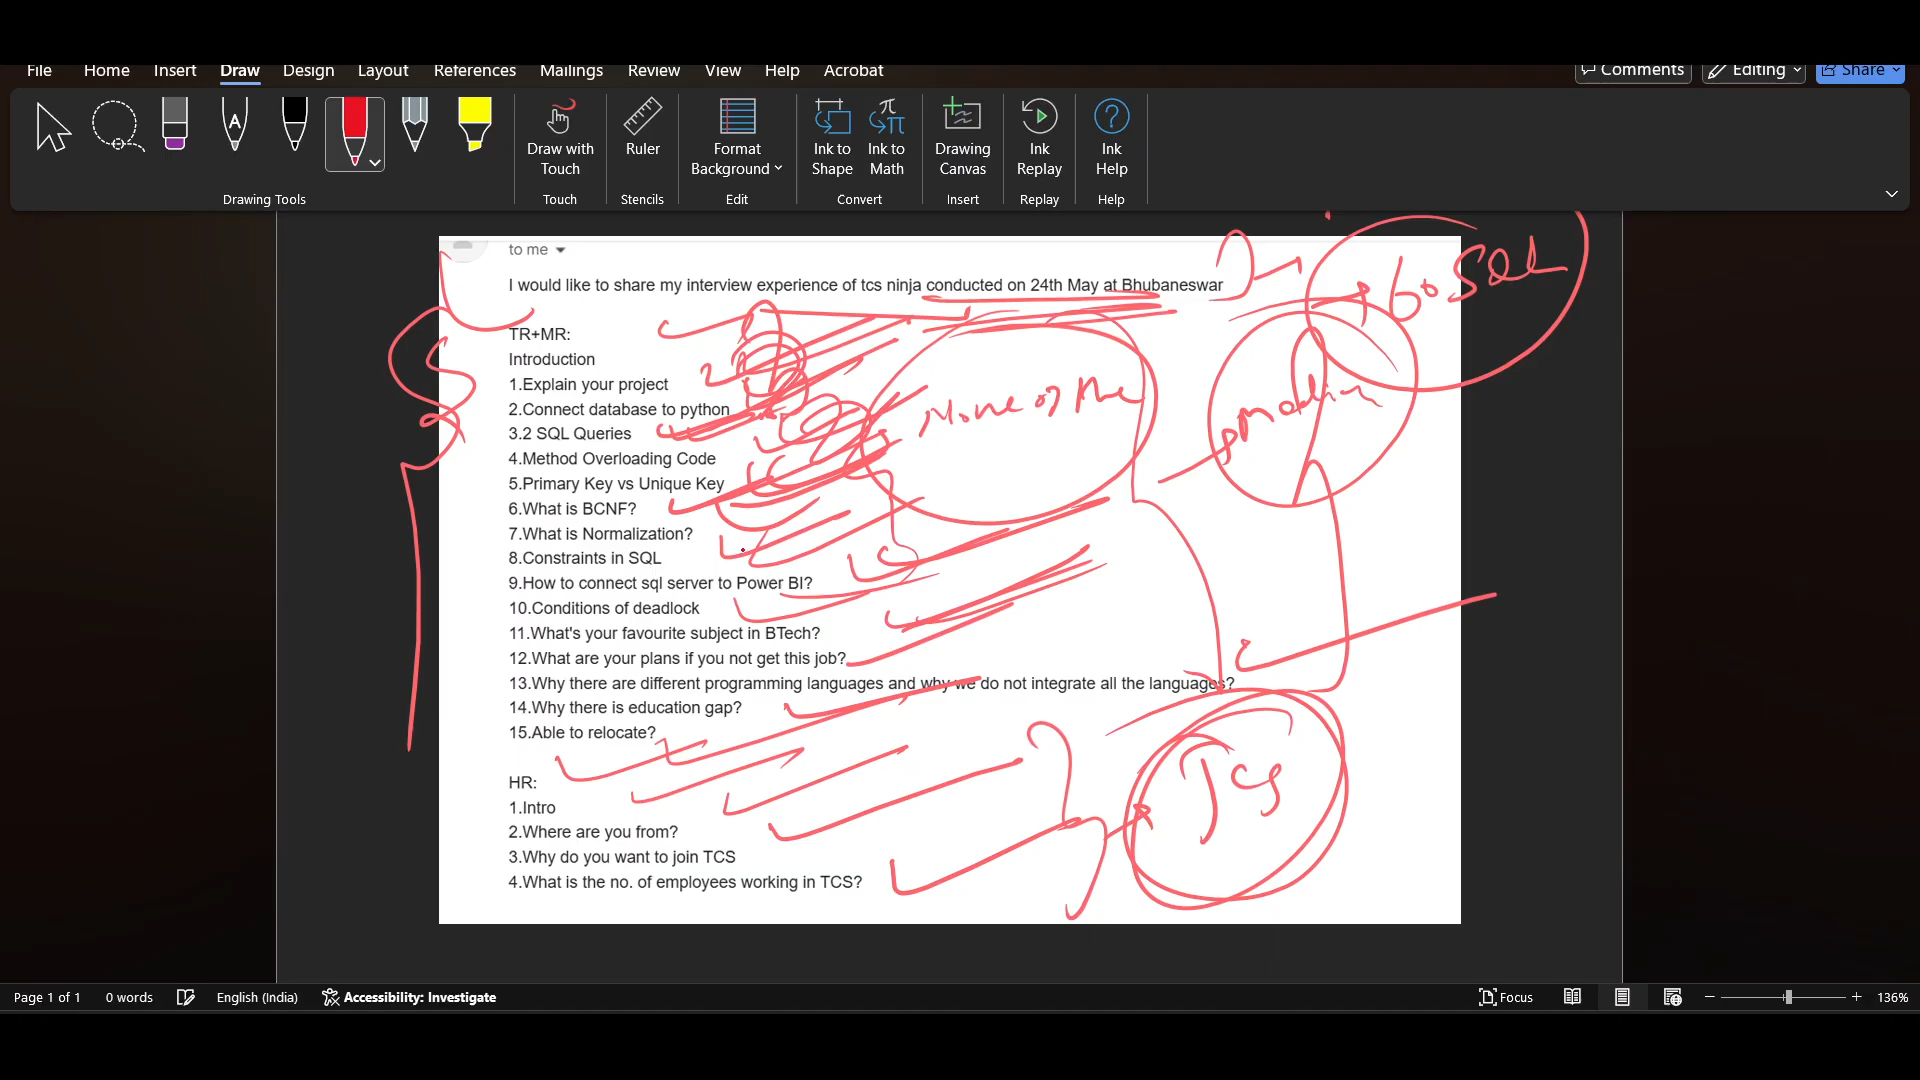 File Home Insert Draw Design Layout References Mailings Review View Help Acrobat Comments Editing Share
A
Draw with Touch
Ruler
Format Background
Ink to Shape
Ink to Math
Drawing Canvas
Ink Replay
Ink Help
Drawing Tools Touch Stencils Edit Convert Insert Replay Help
to me
I would like to share my interview experience of tcs ninja conducted on 24th May at Bhubaneswar
60 SQL
TR+MR:
Introduction
1.Explain your project
None of the
2.Connect database to python
3.2 SQL Queries
4.Method Overloading Code
5.Primary Key vs Unique Key
6.What is BCNF?
7.What is Normalization?
8.Constraints in SQL
9.How to connect sql server to Power BI?
10.Conditions of deadlock
11.What's your favourite subject in BTech?
12.What are your plans if you not get this job?
13.Why there are different programming languages and why we do not integrate all the languages?
14.Why there is education gap?
15.Able to relocate?
TCS
HR:
1.Intro
2.Where are you from?
3.Why do you want to join TCS
4.What is the no. of employees working in TCS?
Page 1 of 1 0 words English (India) Accessibility: Investigate Focus 136%